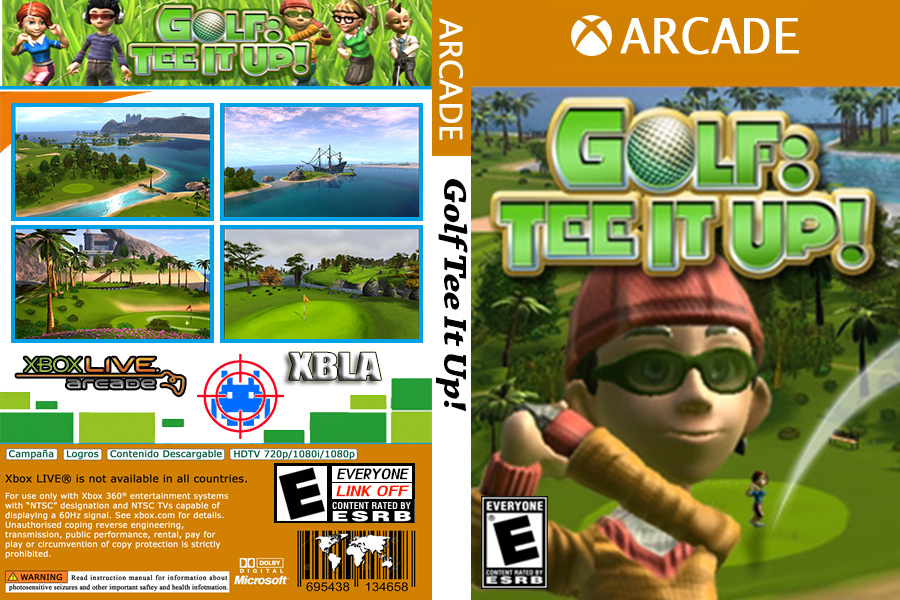 GOLF:
TEE IT UP!
XBOX LIVE
arcade
XBLA
Campaña
Logros
Contenido Descargable
HDTV 720p/1080i/1080p
Xbox LIVE® is not available in all countries.
For use only with Xbox 360® entertainment systems
with “NTSC” designation and NTSC TVs capable of
displaying a 60Hz signal. See xbox.com for details.
Unauthorised coping reverse engineering,
transmission, public performance, rental, pay for
play or circumvention of copy protection is strictly
prohibited.
WARNING
Read instruction manual for information about
photosensitive seizures and other important saftey and health infotmation.
E
EVERYONE
LINK OFF
CONTENT RATED BY
ESRB
DOLBY
DIGITAL
Microsoft®
695438 134658
ARCADE
Golf Tee It Up!
ARCADE
GOLF:
TEE IT UP!
EVERYONE
E
®
CONTENT RATED BY
ESRB